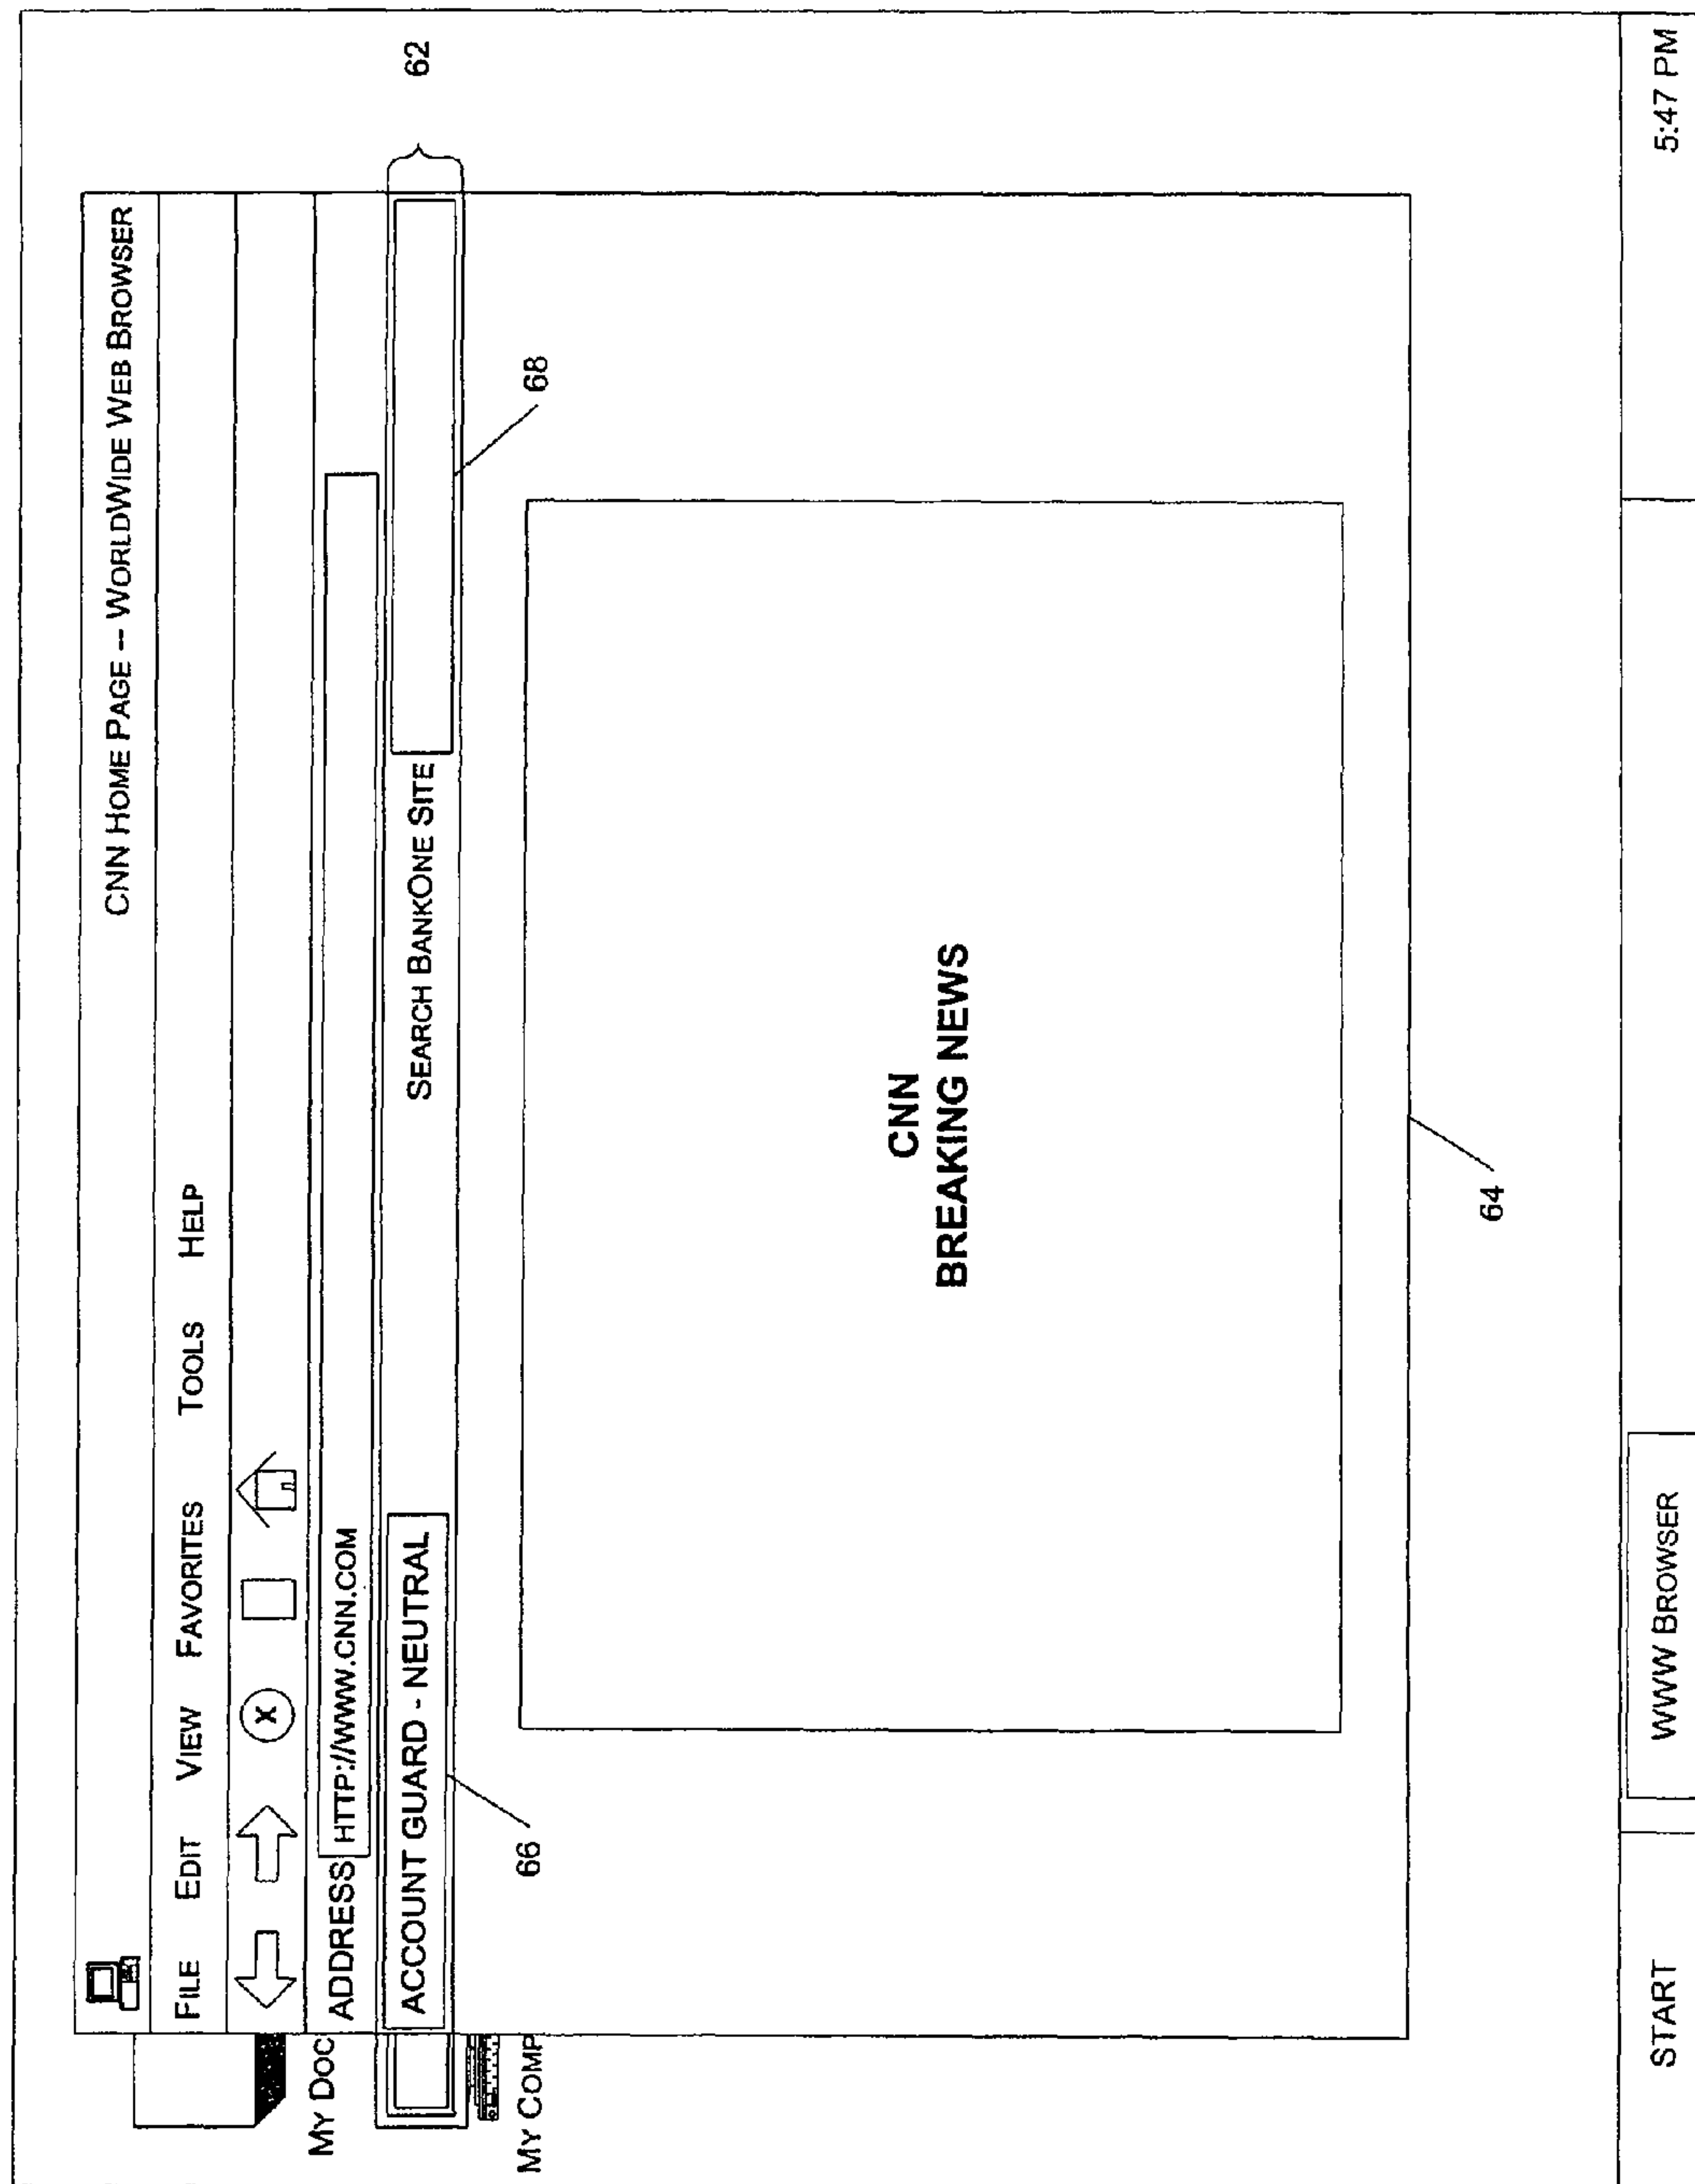 CNN HOME PAGE -- WORLDWIDE WEB BROWSER
FILE EDIT VIEW FAVORITES TOOLS HELP
X
ADDRESS HTTP://WWW.CNN.COM
ACCOUNT GUARD - NEUTRAL
SEARCH BANKONE SITE
62
MY DOC
MY COMP
66
68
CNN
BREAKING NEWS
64
START
WWW BROWSER
5:47 PM